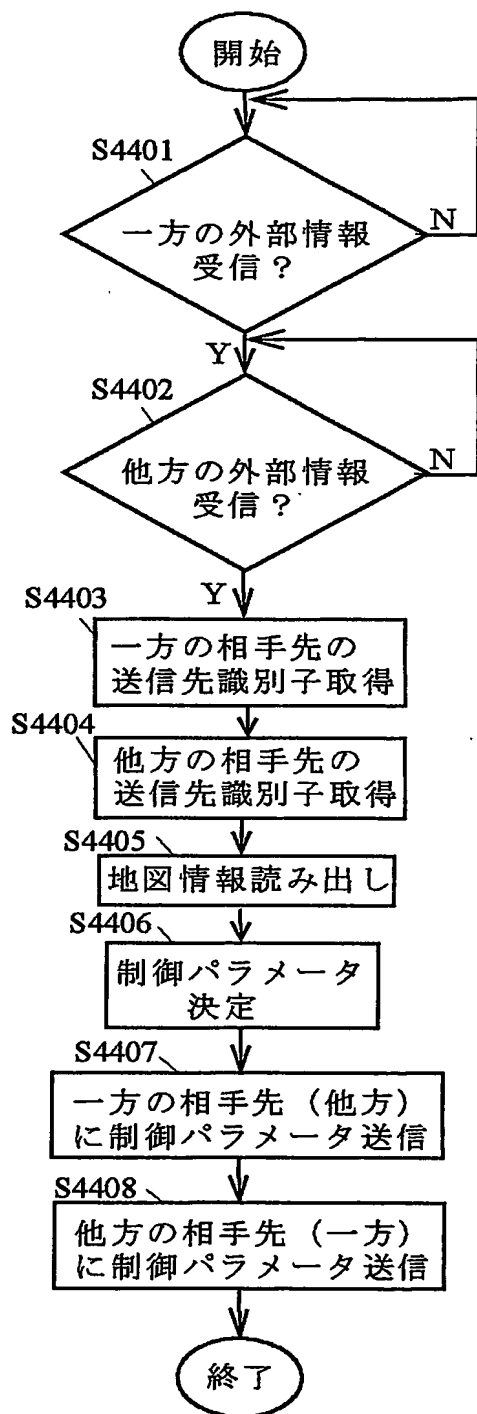 開始
S4401
一方の外部情報
受信？
N
Y
S4402
他方の外部情報
受信？
N
Y
S4403
一方の相手先の
送信先識別子取得
S4404
他方の相手先の
送信先識別子取得
S4405
地図情報読み出し
S4406
制御パラメータ
決定
S4407
一方の相手先（他方）
に制御パラメータ送信
S4408
他方の相手先（一方）
に制御パラメータ送信
終了